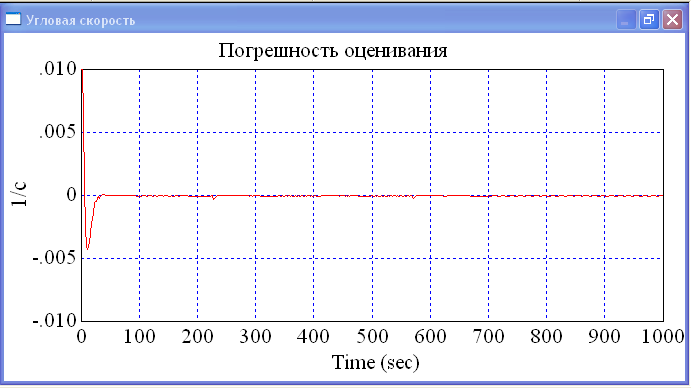 Угловая скорость
Погрешность оценивания
.010
.005
0
-.005
-.010
1/c
0 100 200 300 400 500 600 700 800 900 1000
Time (sec)